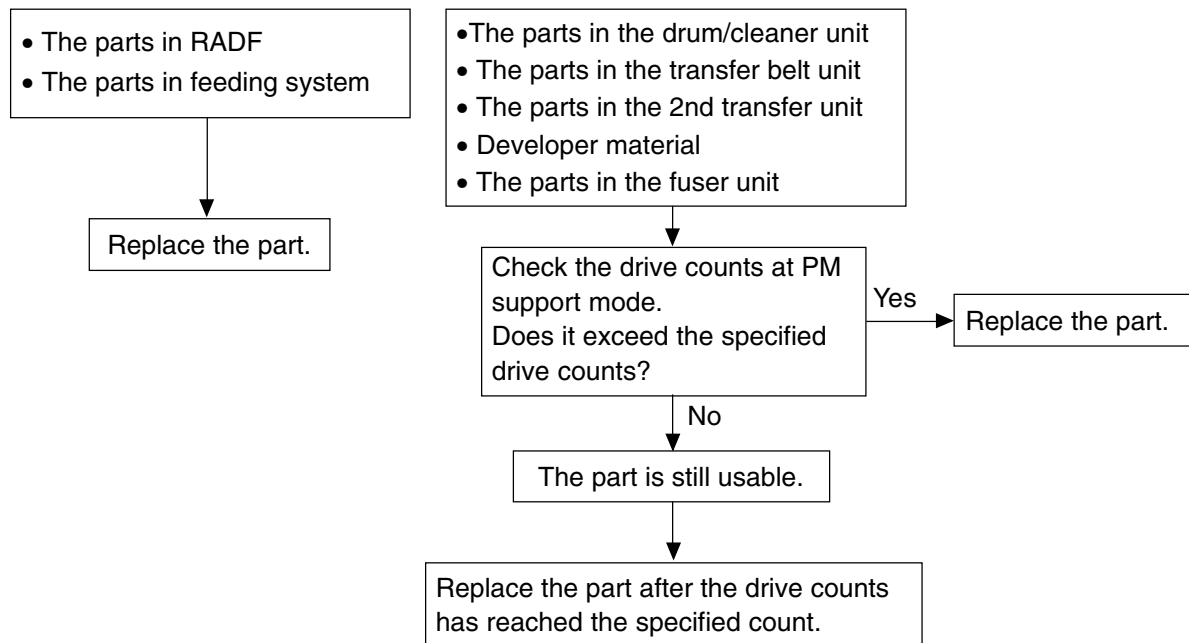 • The parts in RADF
• The parts in feeding system
Replace the part.
•The parts in the drum/cleaner unit
• The parts in the transfer belt unit
• The parts in the 2nd transfer unit
• Developer material
• The parts in the fuser unit
Check the drive counts at PM
support mode.
Does it exceed the specified
drive counts?
Yes
Replace the part.
No
The part is still usable.
Replace the part after the drive counts
has reached the specified count.